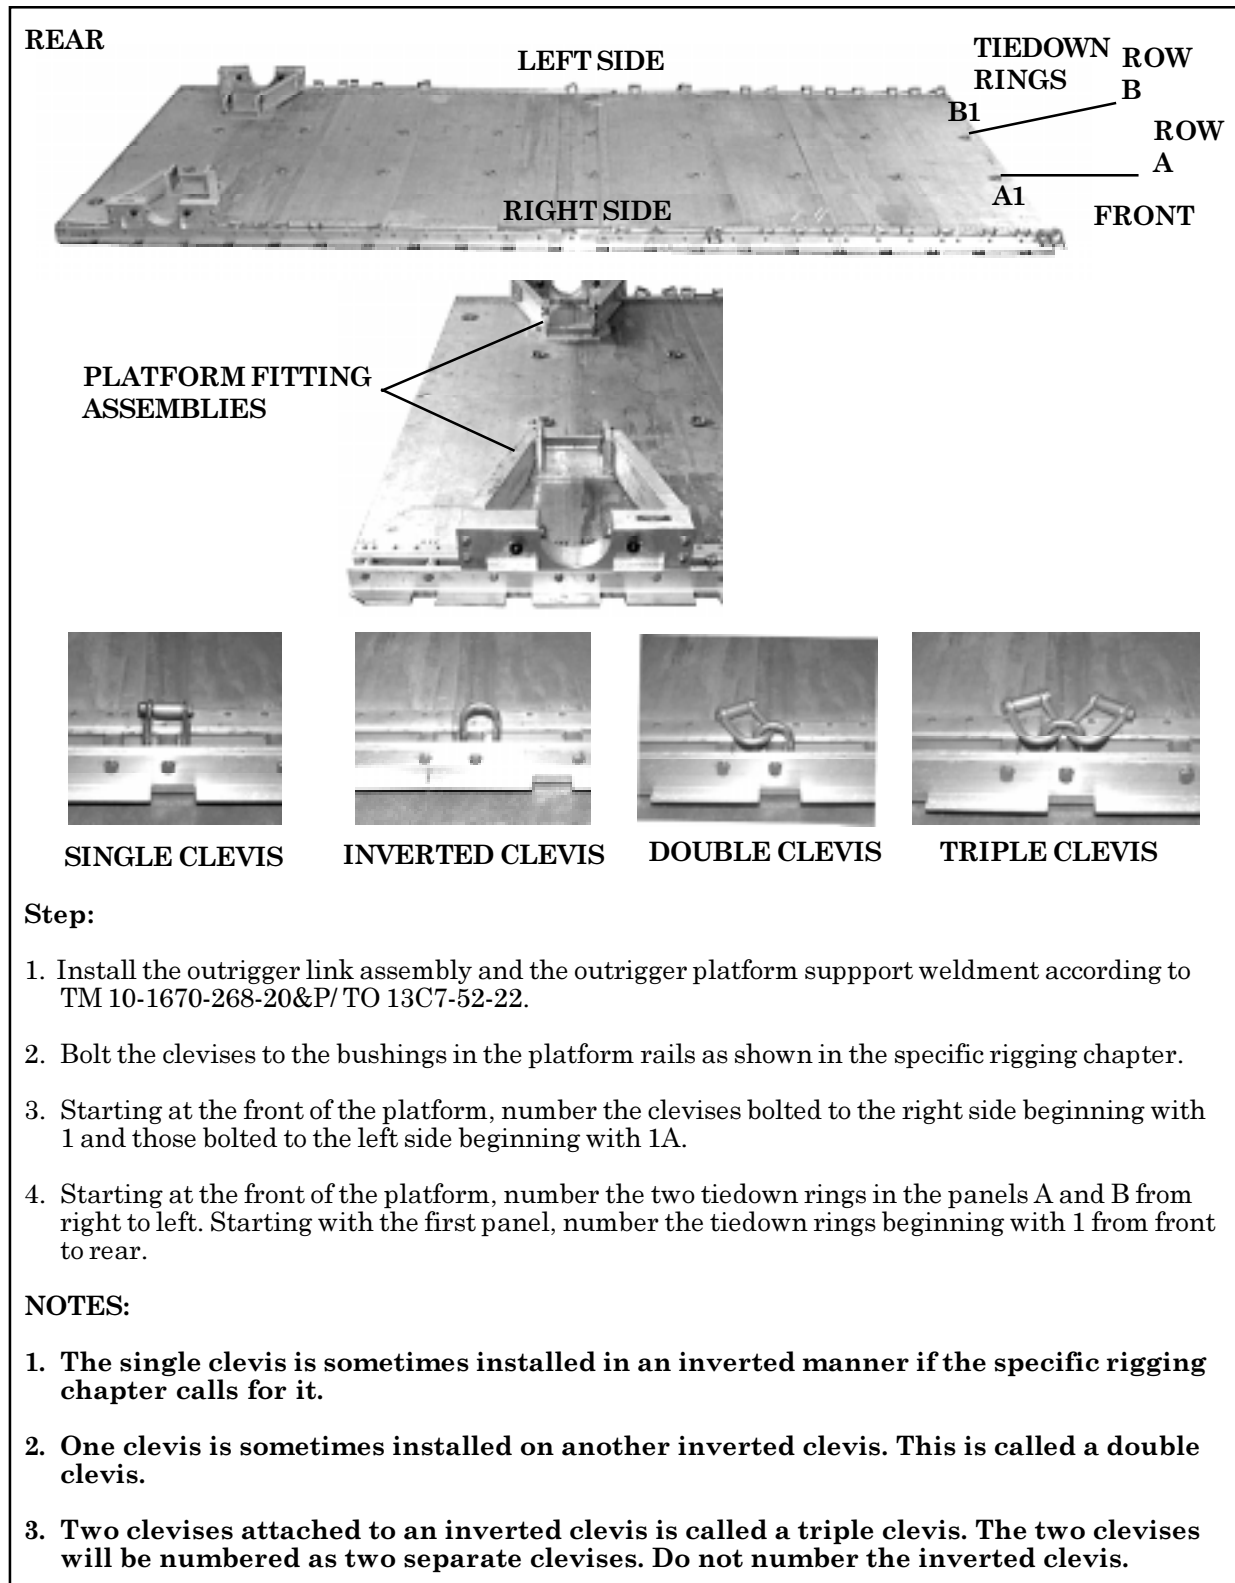 REAR
LEFT SIDE
TIEDOWN
RINGS
ROW
B
B1
ROW
A
A1
RIGHT SIDE
FRONT
PLATFORM FITTING
ASSEMBLIES
SINGLE CLEVIS
INVERTED CLEVIS
DOUBLE CLEVIS
TRIPLE CLEVIS
Step:
1. Install the outrigger link assembly and the outrigger platform suppport weldment according to
TM 10-1670-268-20&P/ TO 13C7-52-22.
2. Bolt the clevises to the bushings in the platform rails as shown in the specific rigging chapter.
3. Starting at the front of the platform, number the clevises bolted to the right side beginning with
1 and those bolted to the left side beginning with 1A.
4. Starting at the front of the platform, number the two tiedown rings in the panels A and B from
right to left. Starting with the first panel, number the tiedown rings beginning with 1 from front
to rear.
NOTES:
1. The single clevis is sometimes installed in an inverted manner if the specific rigging
chapter calls for it.
2. One clevis is sometimes installed on another inverted clevis. This is called a double
clevis.
3. Two clevises attached to an inverted clevis is called a triple clevis. The two clevises
will be numbered as two separate clevises. Do not number the inverted clevis.